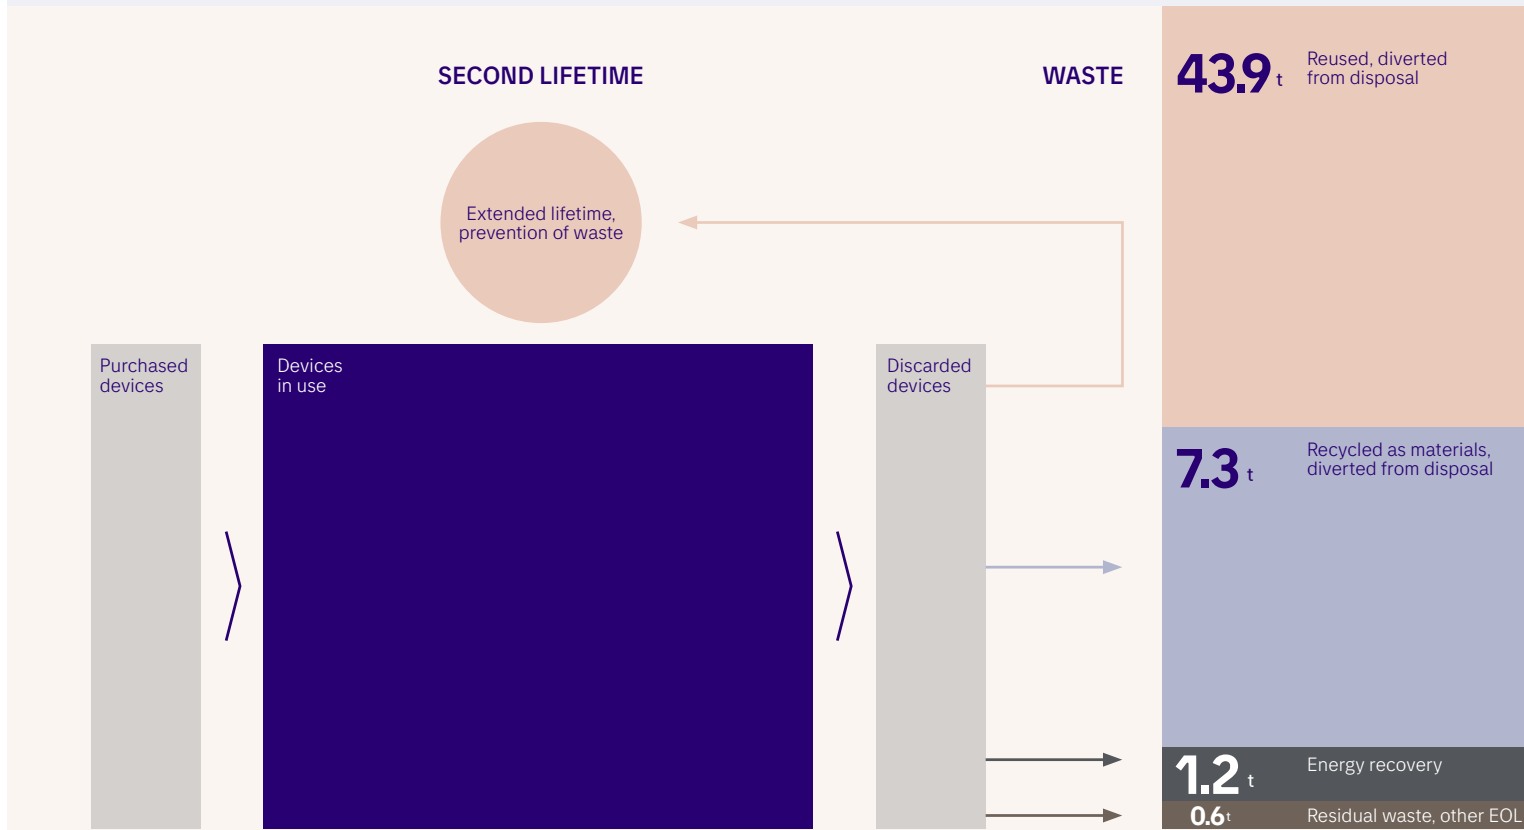 SECOND LIFETIME
WASTE
43.9 t
Reused, diverted
from disposal
Extended lifetime,
prevention of waste
Purchased
devices
Devices
in use
Discarded
devices
7.3 t
Recycled as materials,
diverted from disposal
1.2 t
Energy recovery
0.6 t
Residual waste, other EOL